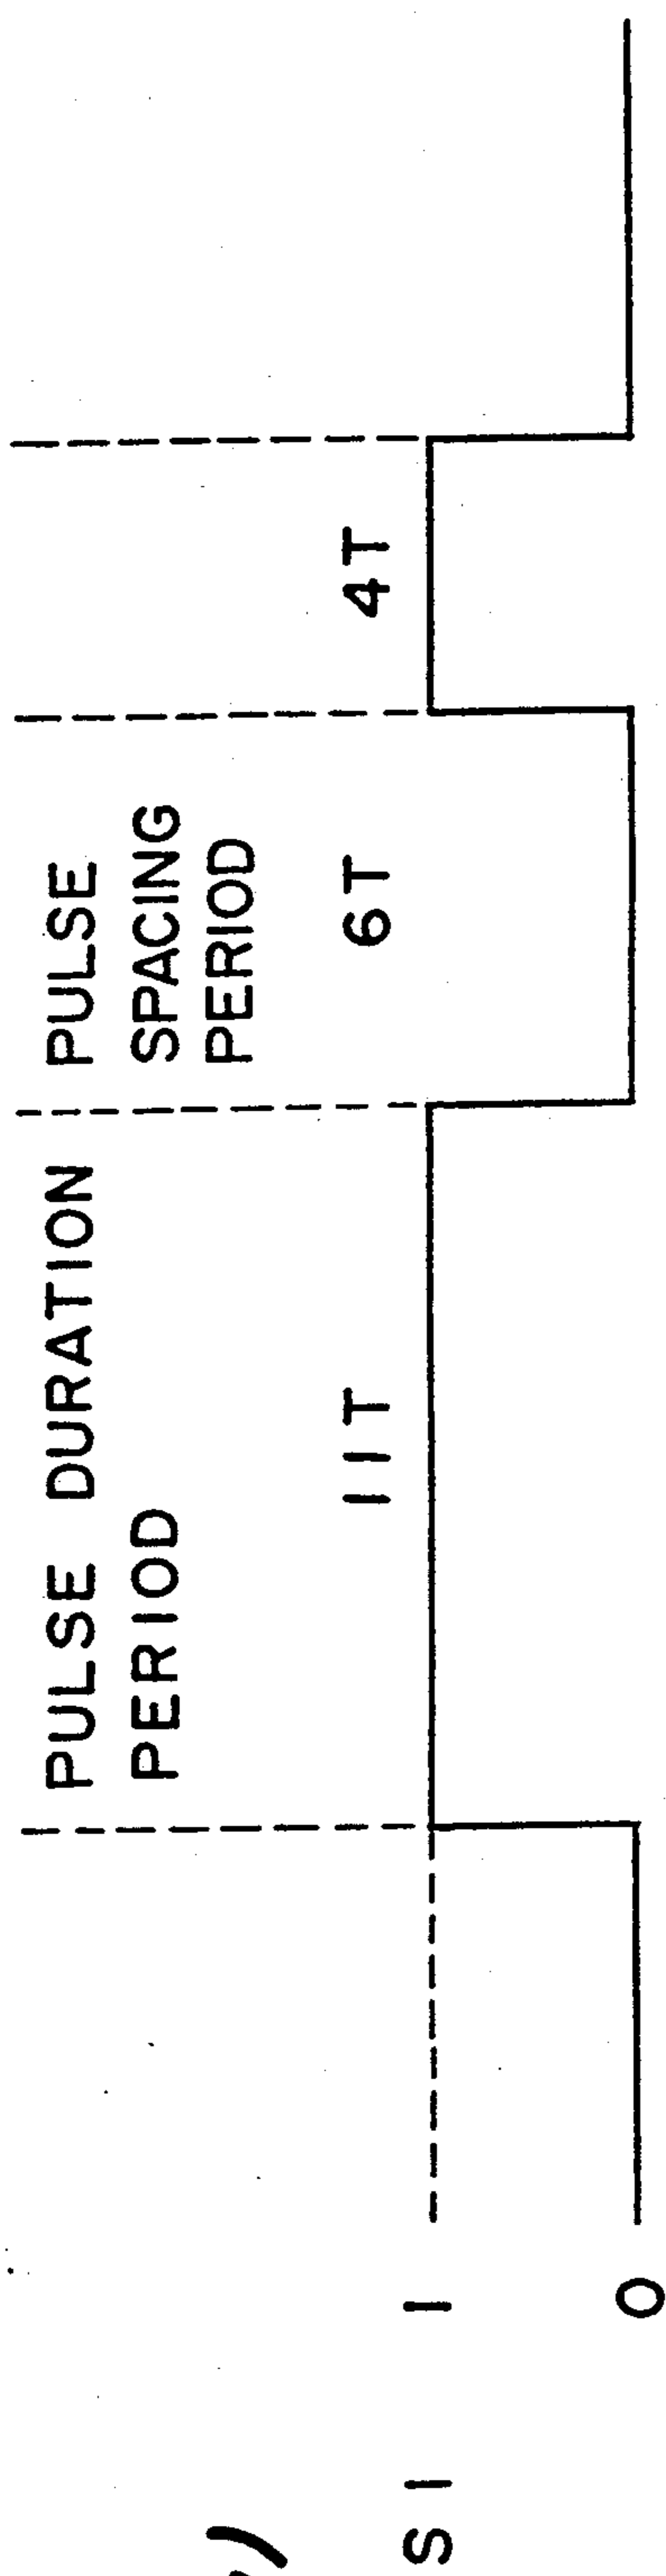 PULSE DURATION
PERIOD
PULSE
SPACING
PERIOD
11T
6T
4T
S1
1
0